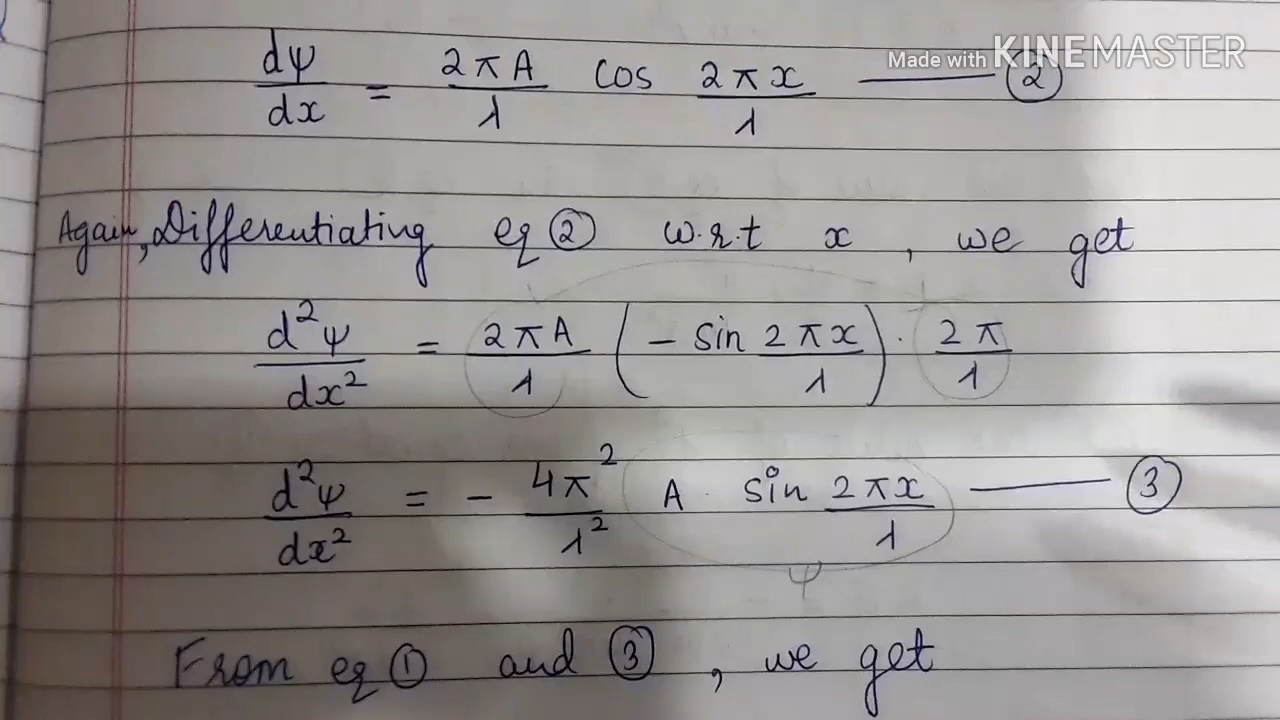 Made with KINEMASTER
dψ/dx = 2πA/λ cos 2πx/λ —— ②
Again, Differentiating eq ② w.r.t x, we get
d²ψ/dx² = 2πA/λ (- sin 2πx/λ) · 2π/λ
d²ψ/dx² = - 4π²/λ² A · sin 2πx/λ —— ③
ψ
From eq ① and ③, we get